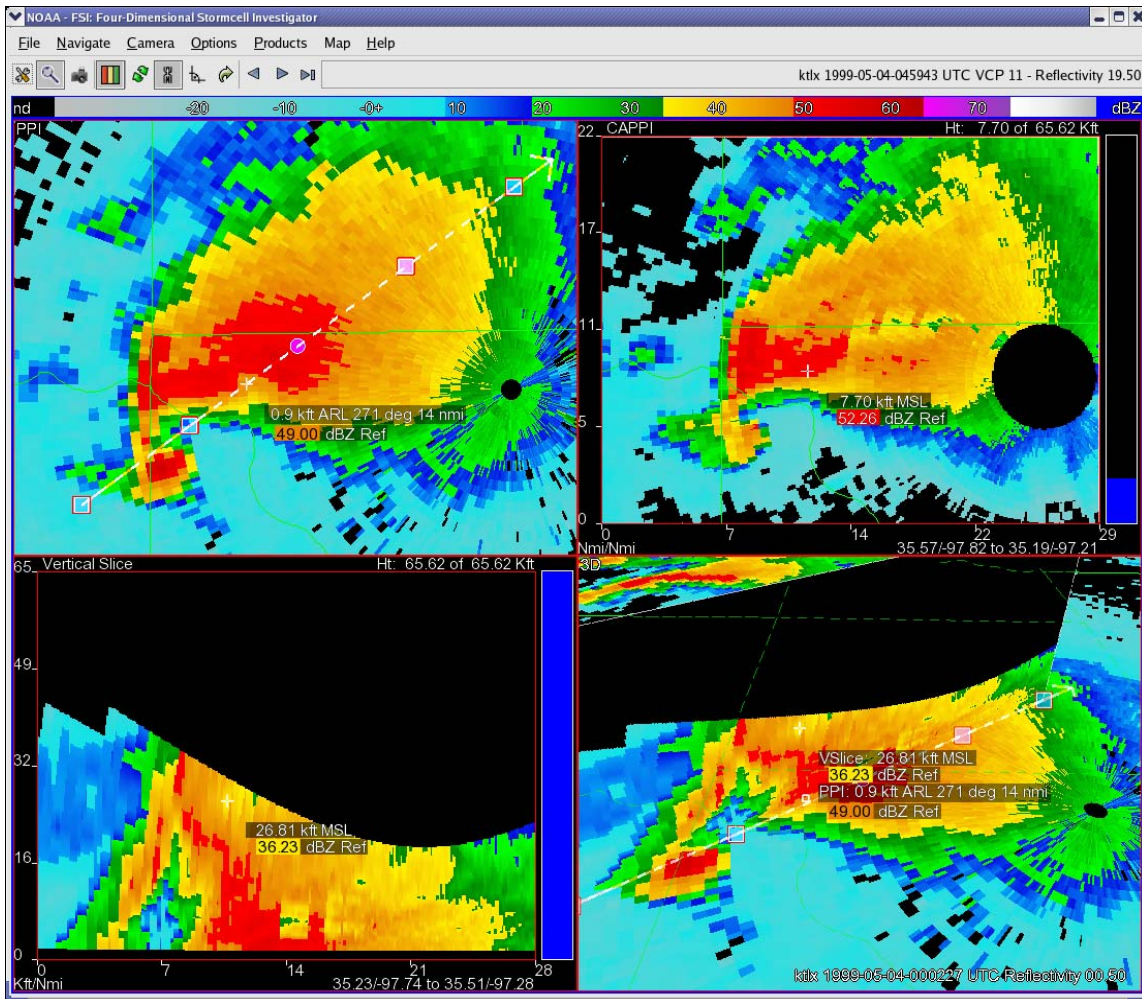 NOAA - FSI: Four-Dimensional Stormcell Investigator
File Navigate Camera Options Products Map Help
ktlx 1999-05-04-045943 UTC VCP 11 - Reflectivity 19.50
nd -20 -10 -0+ 10 20 30 40 50 60 70 dBZ
PPI
0.9 kft ARL 271 deg 14 nmi
49.00 dBZ Ref
CAPPI Ht: 7.70 of 65.62 Kft
22
17
11
5
0
7.70 kft MSL
52.26 dBZ Ref
0 7 14 22 29
Nmi/Nmi 35.57/-97.82 to 35.19/-97.21
Vertical Slice Ht: 65.62 of 65.62 Kft
65
49
32
16
0
26.81 kft MSL
36.23 dBZ Ref
0 7 14 21 28
Kft/Nmi 35.23/-97.74 to 35.51/-97.28
3D
VSlice: 26.81 kft MSL
36.23 dBZ Ref
PPI: 0.9 kft ARL 271 deg 14 nmi
49.00 dBZ Ref
ktlx 1999-05-04-000227 UTC Reflectivity 00.50